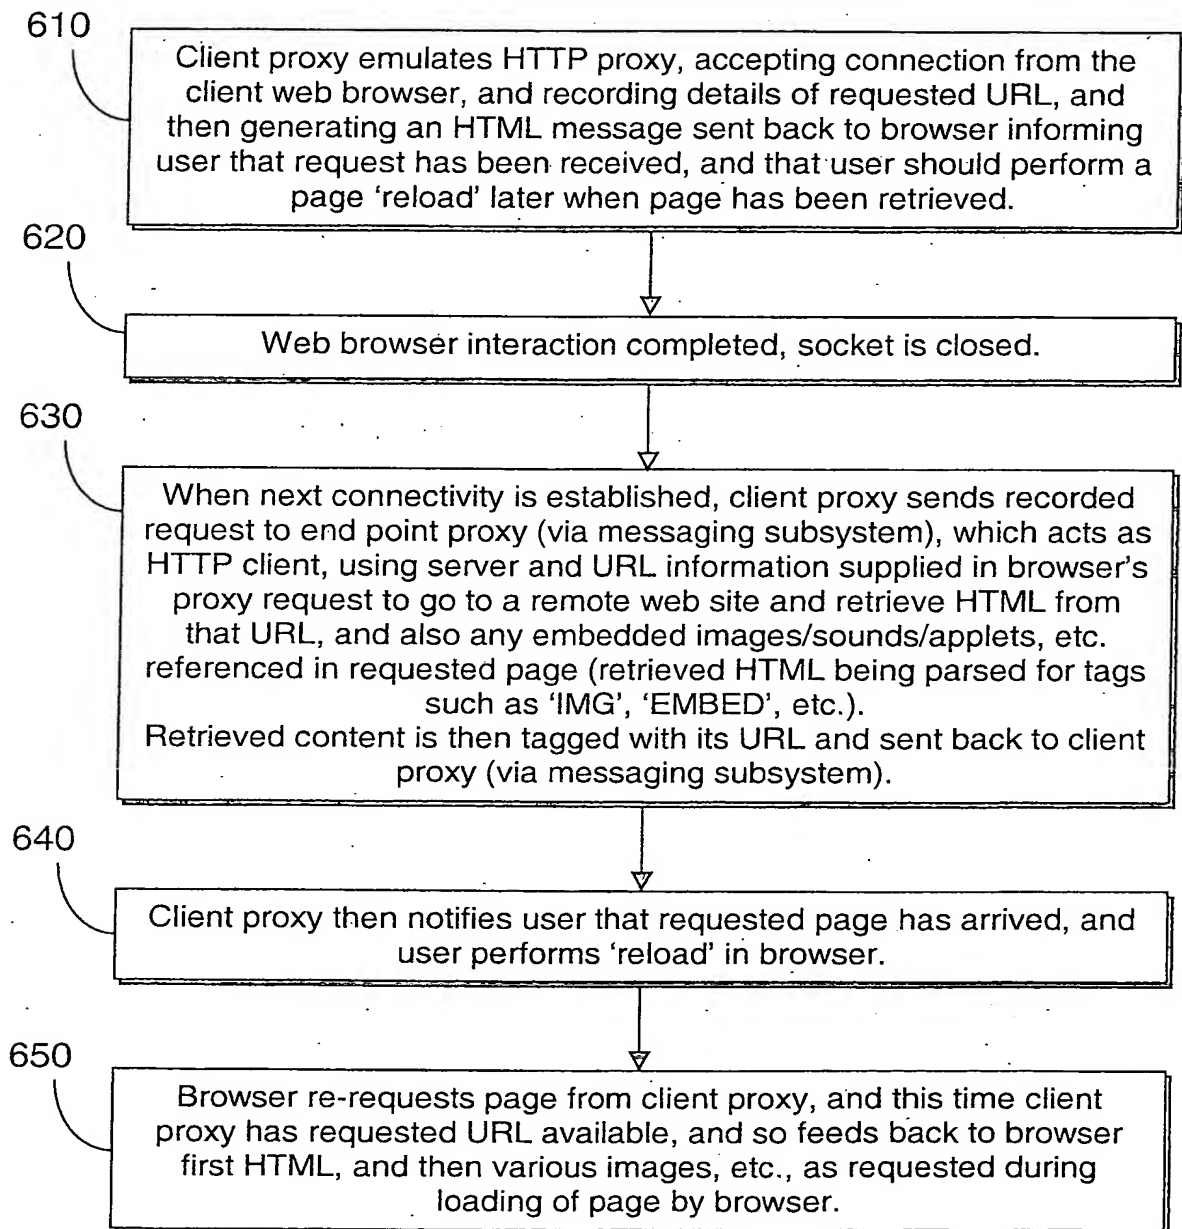 610
Client proxy emulates HTTP proxy, accepting connection from the
client web browser, and recording details of requested URL, and
then generating an HTML message sent back to browser informing
user that request has been received, and that user should perform a
page ‘reload’ later when page has been retrieved.
620
Web browser interaction completed, socket is closed.
630
When next connectivity is established, client proxy sends recorded
request to end point proxy (via messaging subsystem), which acts as
HTTP client, using server and URL information supplied in browser’s
proxy request to go to a remote web site and retrieve HTML from
that URL, and also any embedded images/sounds/applets, etc.
referenced in requested page (retrieved HTML being parsed for tags
such as ‘IMG’, ‘EMBED’, etc.).
Retrieved content is then tagged with its URL and sent back to client
proxy (via messaging subsystem).
640
Client proxy then notifies user that requested page has arrived, and
user performs ‘reload’ in browser.
650
Browser re-requests page from client proxy, and this time client
proxy has requested URL available, and so feeds back to browser
first HTML, and then various images, etc., as requested during
loading of page by browser.